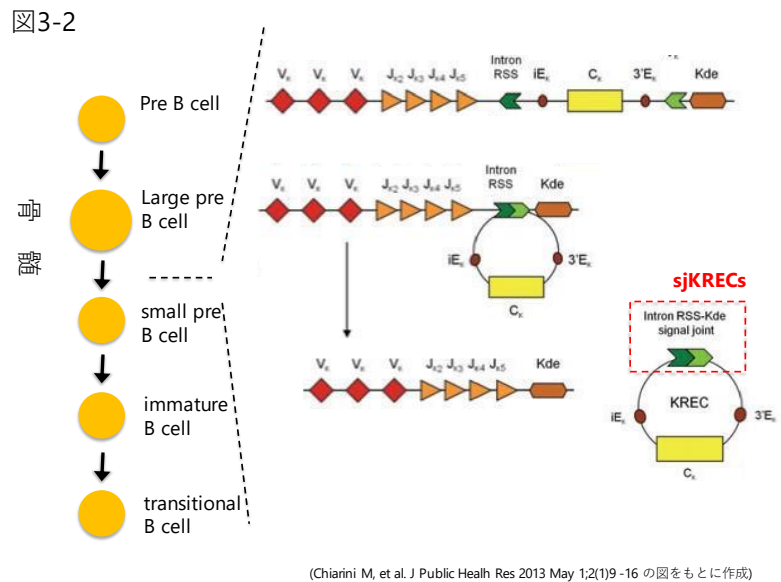 図3-2
Pre B cell
Large pre
B cell
骨髄
small pre
B cell
immature
B cell
transitional
B cell
Intron
RSS
Vκ Vκ Vκ Jκ2 Jκ3 Jκ4 Jκ5 iEκ Cκ 3'Eκ Kde
Intron
RSS
Vκ Vκ Vκ Jκ2 Jκ3 Jκ4 Jκ5 Kde
iEκ 3'Eκ
Cκ
Vκ Vκ Vκ Jκ2 Jκ3 Jκ4 Jκ5 Kde
sjKRECs
Intron RSS-Kde
signal joint
KREC
iEκ 3'Eκ
Cκ
(Chiarini M, et al. J Public Healh Res 2013 May 1;2(1)9-16 の図をもとに作成)